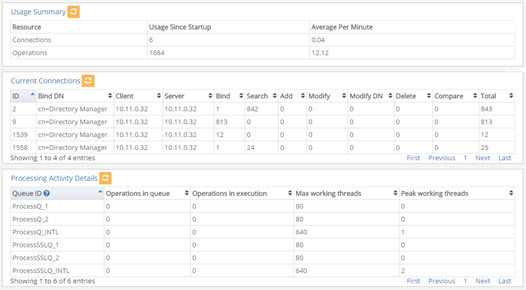 Usage Summary
Resource Usage Since Startup Average Per Minute
Connections 6 0.04
Operations 1664 12.12
Current Connections
ID Bind DN Client Server Bind Search Add Modify Modify DN Delete Compare Total
2 cn=Directory Manager 10.11.0.32 10.11.0.32 1 842 0 0 0 0 0 843
9 cn=Directory Manager 10.11.0.32 10.11.0.32 813 0 0 0 0 0 0 813
1539 cn=Directory Manager 10.11.0.32 10.11.0.32 12 0 0 0 0 0 0 12
1558 cn=Directory Manager 10.11.0.32 10.11.0.32 1 24 0 0 0 0 0 25
Showing 1 to 4 of 4 entries First Previous 1 Next Last
Processing Activity Details
Queue ID Operations in queue Operations in execution Max working threads Peak working threads
ProcessQ_1 0 0 80 0
ProcessQ_2 0 0 80 0
ProcessQ_INTL 0 0 640 1
ProcessSSLQ_1 0 0 80 0
ProcessSSLQ_2 0 0 80 0
ProcessSSLQ_INTL 0 0 640 2
Showing 1 to 6 of 6 entries First Previous 1 Next Last